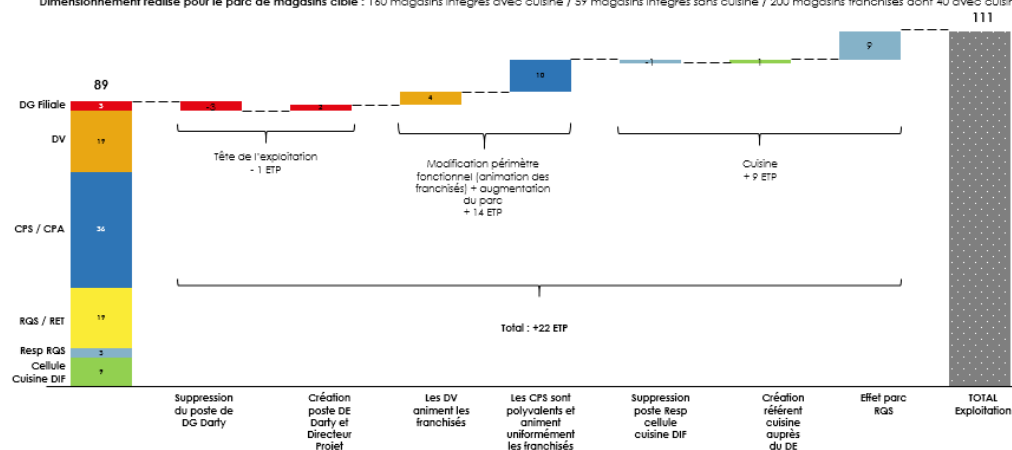 Dimensionnement réalisé pour le parc de magasins cible : 160 magasins intégrés avec cuisine / 59 magasins intégrés sans cuisine / 200 magasins franchisés dont 40 avec cuisin
111
89
9
-1
1
10
4
DG Filiale
3
-3
2
DV
19
Tête de l'exploitation
- 1 ETP
Modification périmètre
fonctionnel (animation des
franchisés) + augmentation
du parc
+ 14 ETP
Cuisine
+ 9 ETP
CPS / CPA
36
RQS / RET
19
Total : +22 ETP
Resp RQS
3
Cellule
Cuisine DIF
9
Suppression
du poste de
DG Darty
Création
poste DE
Darty et
Directeur
Projet
Les DV
animent les
franchisés
Les CPS sont
polyvalents et
animent
uniformément
les franchisés
Suppression
poste Resp
cellule
cuisine DIF
Création
référent
cuisine
auprès
du DE
Effet parc
RQS
TOTAL
Exploitation